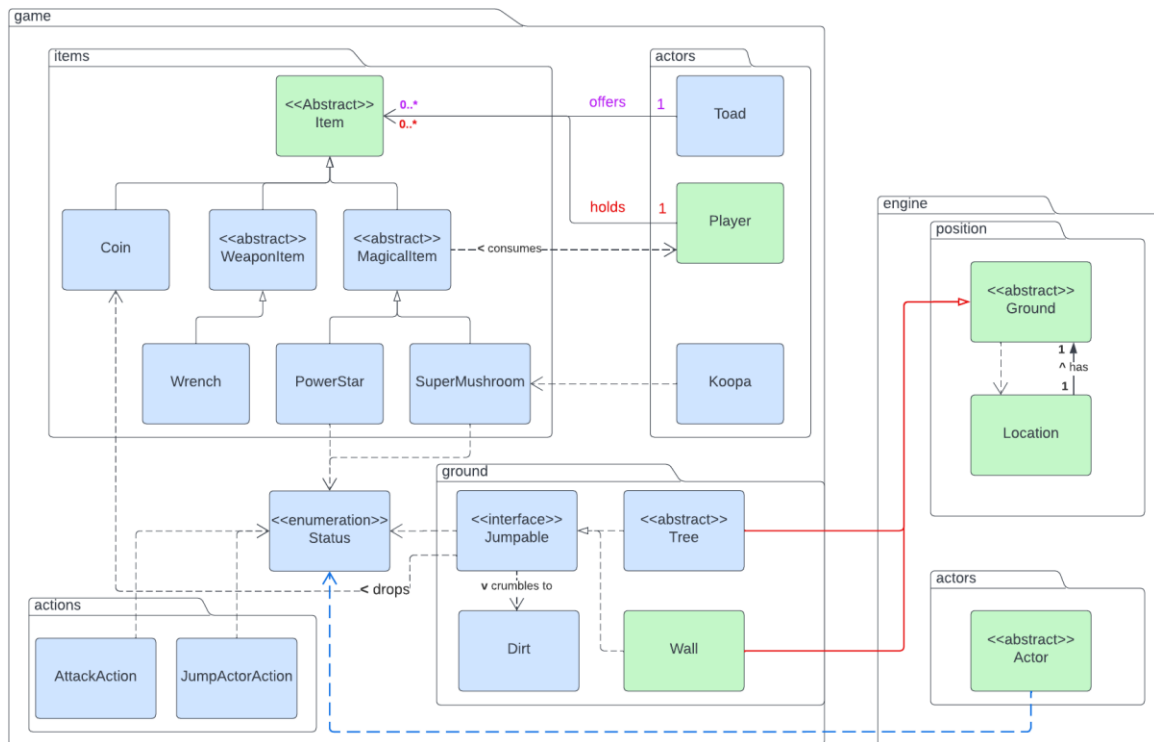 game
items
actors
<<Abstract>>
Item
0..*
0..*
offers
1
Toad
holds
1
Player
engine
position
Coin
<<abstract>>
WeaponItem
<<abstract>>
MagicalItem
< consumes
<<abstract>>
Ground
1
^ has
1
Wrench
PowerStar
SuperMushroom
Koopa
Location
ground
<<enumeration>>
Status
<<interface>>
Jumpable
<<abstract>>
Tree
< drops
v crumbles to
actions
actors
AttackAction
JumpActorAction
Dirt
Wall
<<abstract>>
Actor